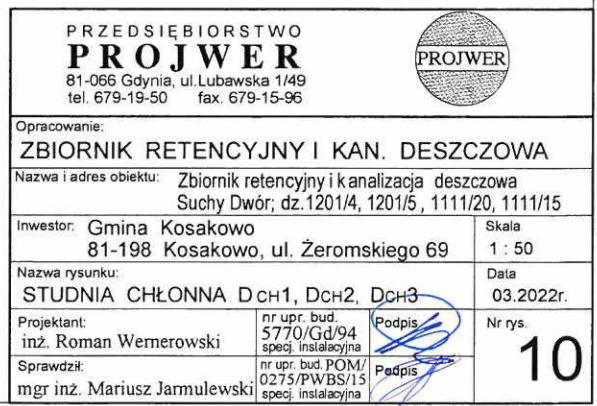 PRZEDSIĘBIORSTWO
PROJWER
81-066 Gdynia, ul.Lubawska 1/49
tel. 679-19-50 fax. 679-15-96
PROJWER
Opracowanie:
ZBIORNIK RETENCYJNY I KAN. DESZCZOWA
Nazwa i adres obiektu: Zbiornik retencyjny i kanalizacja deszczowa
Suchy Dwór; dz.1201/4, 1201/5 , 1111/20, 1111/15
Inwestor: Gmina Kosakowo
81-198 Kosakowo, ul. Żeromskiego 69
Skala
1 : 50
Nazwa rysunku:
STUDNIA CHŁONNA DCH1, DCH2, DCH3
Data
03.2022r.
Projektant:
inż. Roman Wernerowski
nr upr. bud.
5770/Gd/94
specj. instalacyjna
Podpis
Nr rys.
10
Sprawdził:
mgr inż. Mariusz Jarmulewski
nr upr. bud. POM/
0275/PWBS/15
specj. instalacyjna
Podpis